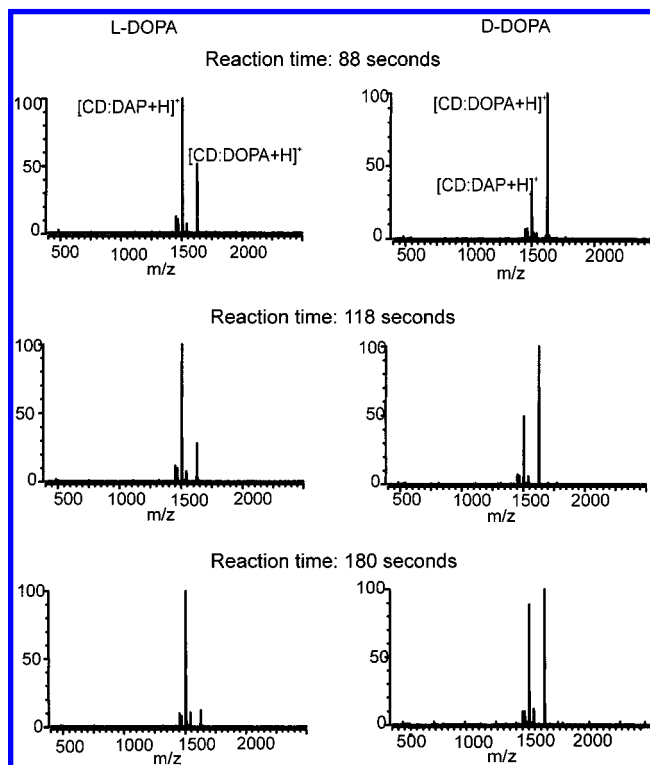 L-DOPA D-DOPA
Reaction time: 88 seconds
100 100
[CD:DAP+H]⁺ [CD:DOPA+H]⁺
50 [CD:DOPA+H]⁺ 50 [CD:DAP+H]⁺
0 0
500 1000 1500 2000 500 1000 1500 2000
m/z m/z
Reaction time: 118 seconds
100 100
50 50
0 0
500 1000 1500 2000 500 1000 1500 2000
m/z m/z
Reaction time: 180 seconds
100 100
50 50
0 0
500 1000 1500 2000 500 1000 1500 2000
m/z m/z